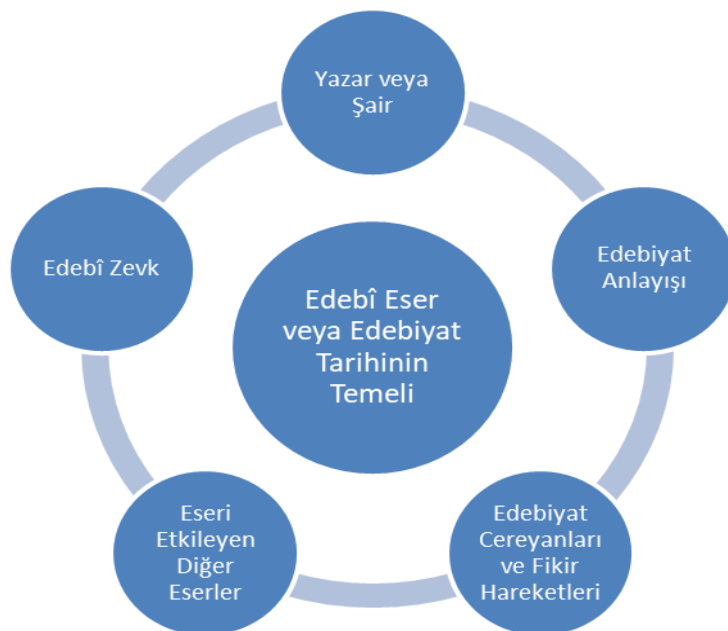 Yazar veya
Şair
Edebî Zevk
Edebiyat
Anlayışı
Edebî Eser
veya Edebiyat
Tarihinin
Temeli
Eseri
Etkileyen
Diğer
Eserler
Edebiyat
Cereyanları
ve Fikir
Hareketleri